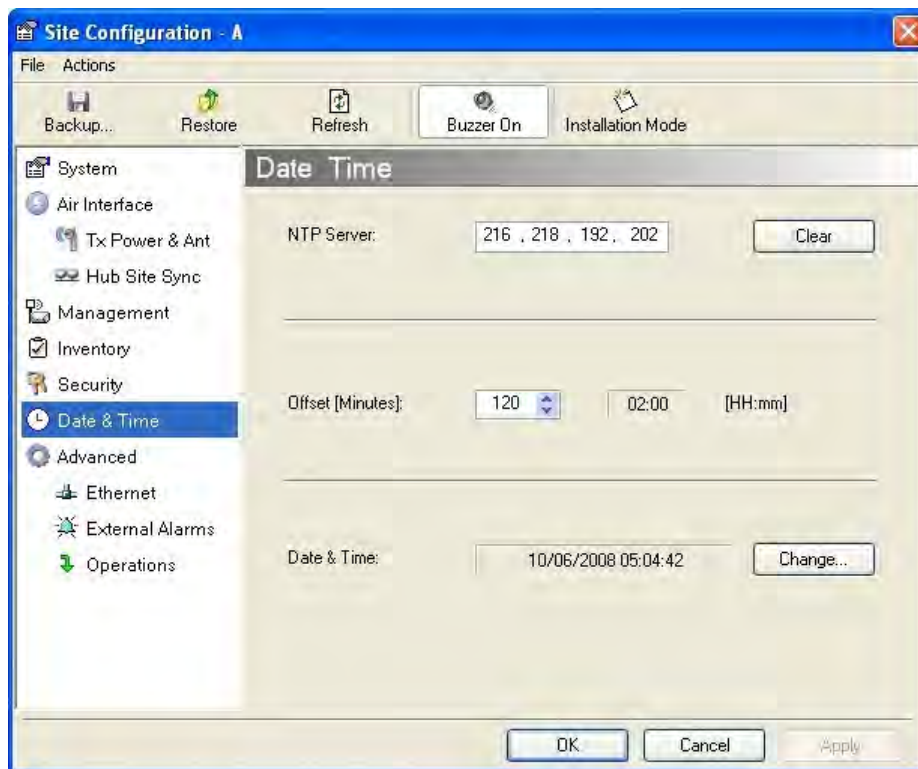 Site Configuration - A
File Actions
Backup... Restore Refresh Buzzer On Installation Mode
System
Date Time
Air Interface
Tx Power & Ant
NTP Server: 216 , 218 , 192 , 202 Clear
Hub Site Sync
Management
Inventory
Security
Offset [Minutes]: 120 02:00 [HH:mm]
Date & Time
Advanced
Ethernet
External Alarms
Operations
Date & Time: 10/06/2008 05:04:42 Change...
OK Cancel Apply